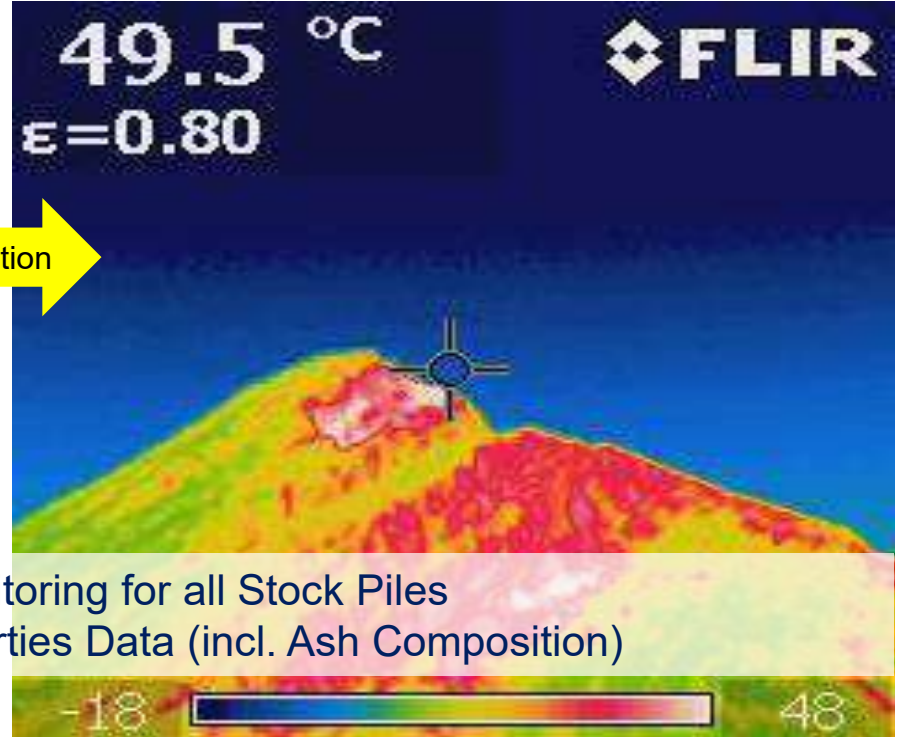 49.5 °C
FLIR
ε=0.80
tion
toring for all Stock Piles
rties Data (incl. Ash Composition)
-18
48